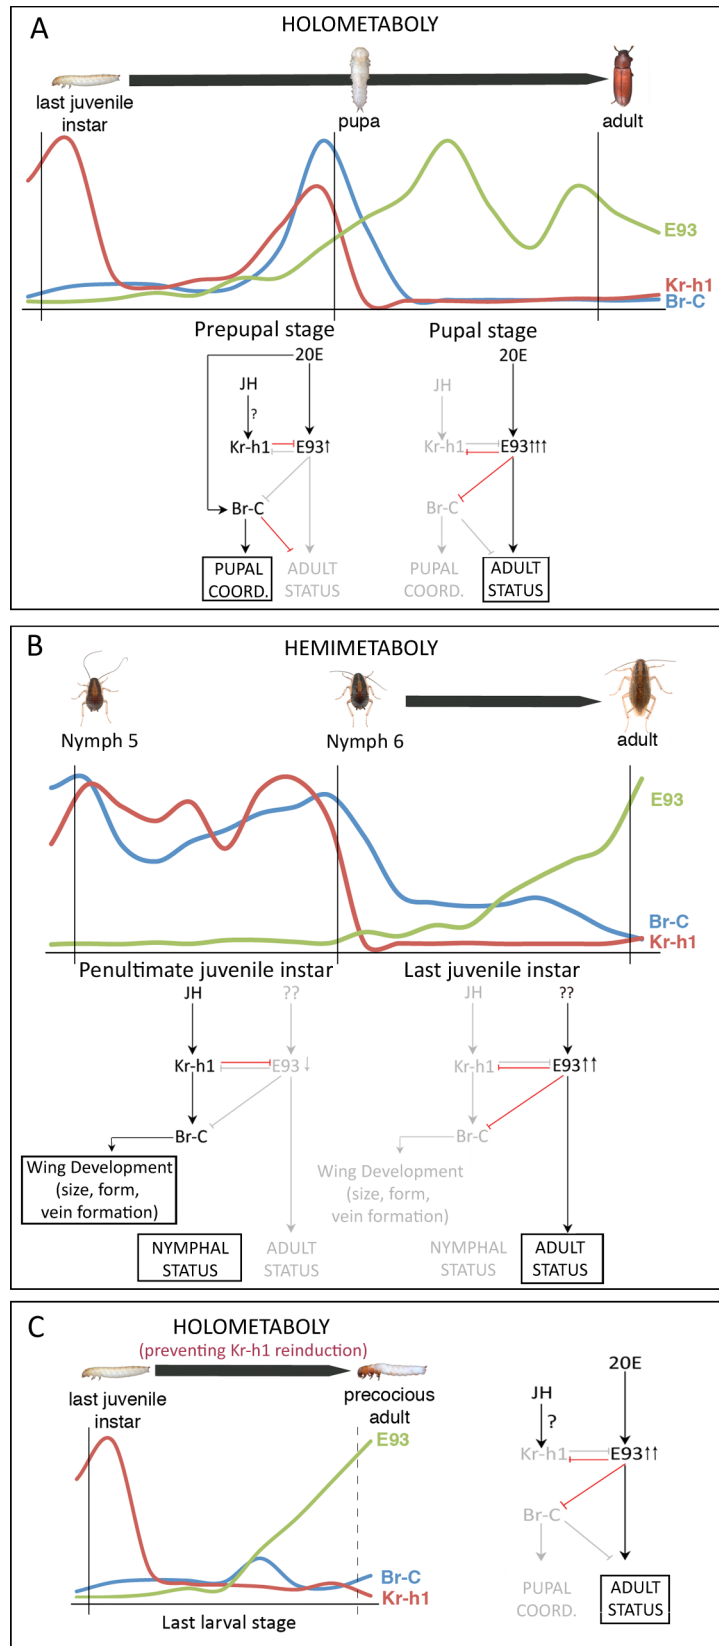 A
HOLOMETABOLY
last juvenile
instar
pupa
adult
E93
Kr-h1
Br-C
Prepupal stage
Pupal stage
20E
20E
JH
JH
?
Kr-h1
E93↑
Kr-h1
E93↑↑↑
Br-C
Br-C
PUPAL
COORD.
ADULT
STATUS
PUPAL
COORD.
ADULT
STATUS
B
HEMIMETABOLY
Nymph 5
Nymph 6
adult
E93
Br-C
Kr-h1
Penultimate juvenile instar
Last juvenile instar
JH
??
JH
??
Kr-h1
E93↓
Kr-h1
E93↑↑
Br-C
Br-C
Wing Development
(size, form,
vein formation)
Wing Development
(size, form,
vein formation)
NYMPHAL
STATUS
ADULT
STATUS
NYMPHAL
STATUS
ADULT
STATUS
C
HOLOMETABOLY
(preventing Kr-h1 reinduction)
last juvenile
instar
precocious
adult
E93
Br-C
Kr-h1
Last larval stage
20E
JH
?
Kr-h1
E93↑↑
Br-C
PUPAL
COORD.
ADULT
STATUS